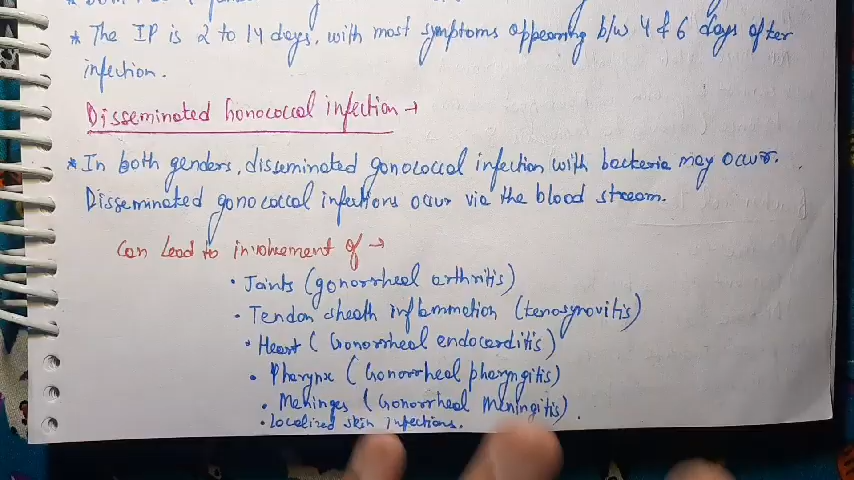 * The IP is 2 to 14 days, with most symptoms appearing b/w 4 & 6 days after
infection.
Disseminated Gonococcal infection →
* In both genders, disseminated gonococcal infection with bacteria may occur.
Disseminated gonococcal infections occur via the blood stream.
Can Lead to involvement of →
• Joints (gonorrheal arthritis)
• Tendon sheath inflammation (tenosynovitis)
• Heart (Gonorrheal endocarditis)
• Pharynx (Gonorrheal pharyngitis)
• Meninges (Gonorrheal Meningitis).
• Localized skin infections.